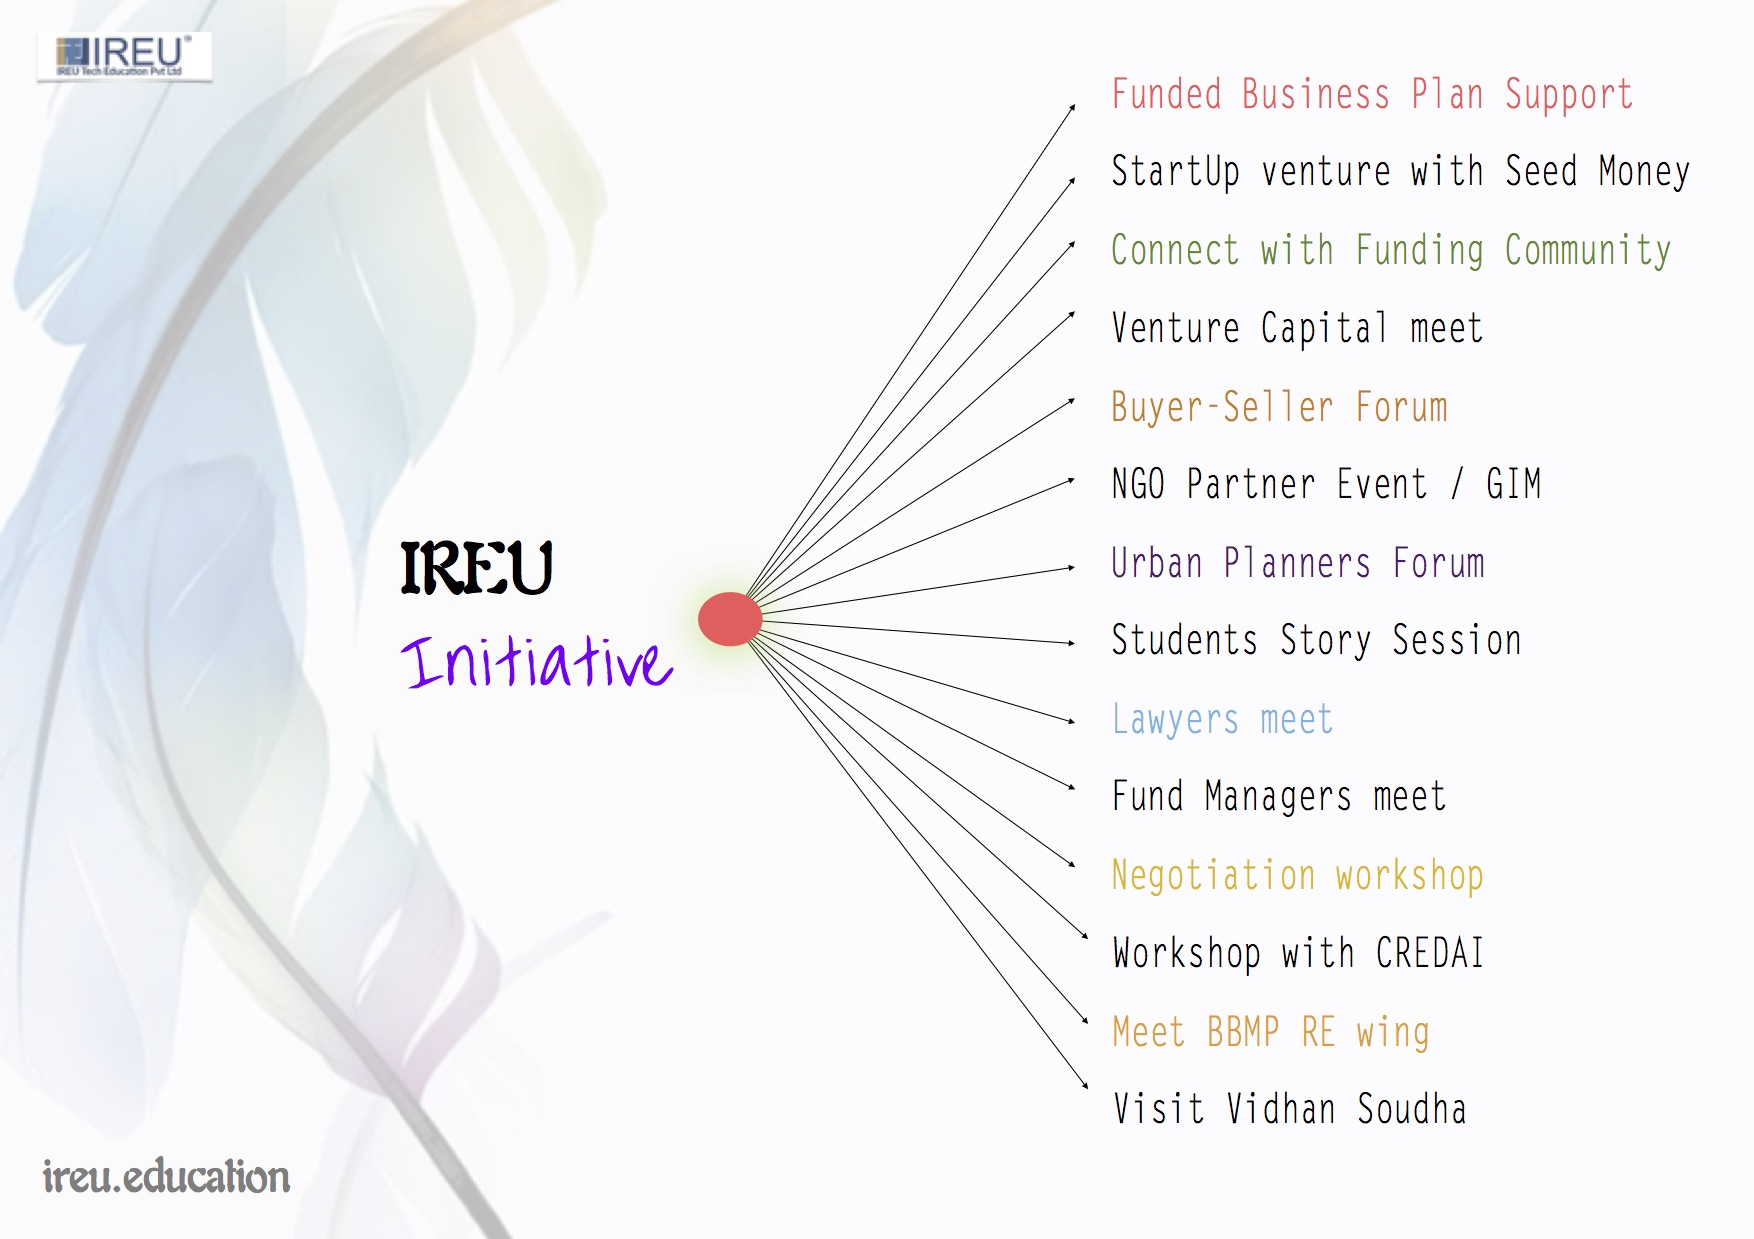 IREU®
IREU Tech Education Pvt Ltd
IREU
Initiative
Funded Business Plan Support
StartUp venture with Seed Money
Connect with Funding Community
Venture Capital meet
Buyer-Seller Forum
NGO Partner Event / GIM
Urban Planners Forum
Students Story Session
Lawyers meet
Fund Managers meet
Negotiation workshop
Workshop with CREDAI
Meet BBMP RE wing
Visit Vidhan Soudha
ireu.education